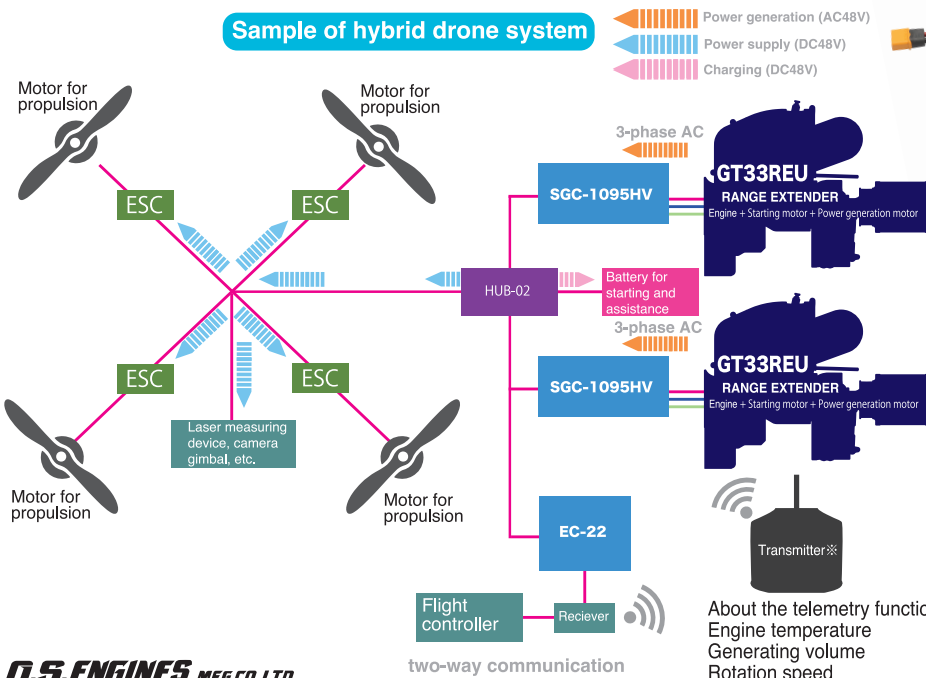 Sample of hybrid drone system
Power generation (AC48V)
Power supply (DC48V)
Charging (DC48V)
Motor for
propulsion
Motor for
propulsion
ESC
ESC
3-phase AC
SGC-1095HV
GT33REU
RANGE EXTENDER
Engine + Starting motor + Power generation motor
HUB-02
Battery for
starting and
assistance
3-phase AC
SGC-1095HV
GT33REU
RANGE EXTENDER
Engine + Starting motor + Power generation motor
ESC
ESC
Laser measuring
device, camera
gimbal, etc.
Motor for
propulsion
Motor for
propulsion
EC-22
Transmitter※
Flight
controller
Reciever
two-way communication
About the telemetry functio
Engine temperature
Generating volume
Rotation speed
O.S.ENGINES MFG.CO.LTD.